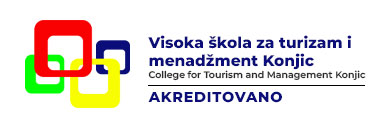 Visoka škola za turizam i
menadžment Konjic
College for Tourism and Management Konjic
AKREDITOVANO